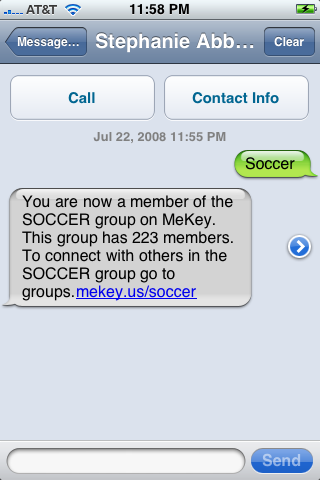 AT&T 11:58 PM
Message... Stephanie Abb... Clear
Call Contact Info
Jul 22, 2008 11:55 PM
Soccer
You are now a member of the
SOCCER group on MeKey.
This group has 223 members.
To connect with others in the
SOCCER group go to
groups.mekey.us/soccer
Send